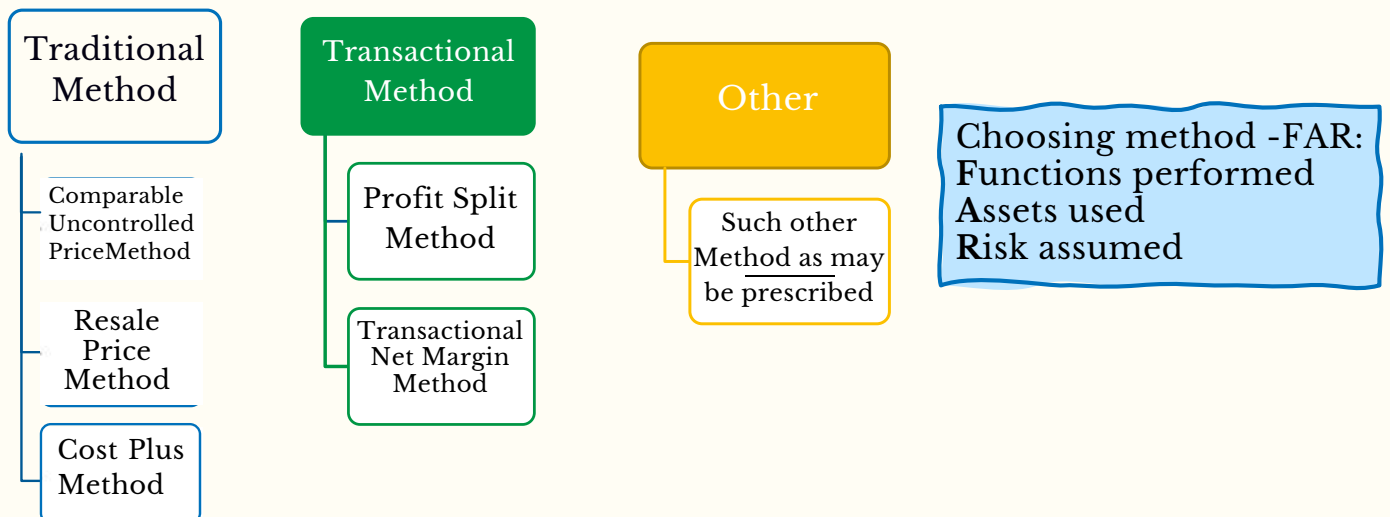 Traditional
Method
Comparable
Uncontrolled
PriceMethod
Resale
Price
Method
Cost Plus
Method
Transactional
Method
Profit Split
Method
Transactional
Net Margin
Method
Other
Such other
Method as may
be prescribed
Choosing method -FAR:
Functions performed
Assets used
Risk assumed